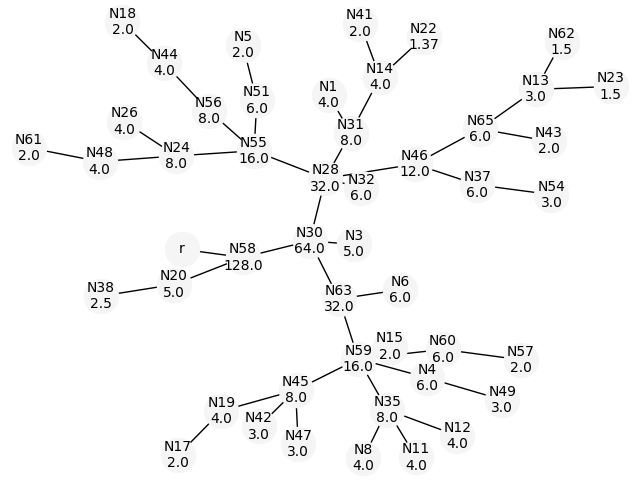 N18
2.0
N5
2.0
N41
2.0
N22
1.37
N62
1.5
N44
4.0
N14
4.0
N13
3.0
N23
1.5
N1
4.0
N51
6.0
N56
8.0
N26
4.0
N31
8.0
N65
6.0
N43
2.0
N61
2.0
N48
4.0
N24
8.0
N55
16.0
N28
32.0
N32
6.0
N46
12.0
N37
6.0
N54
3.0
r
N58
128.0
N30
64.0
N3
5.0
N38
2.5
N20
5.0
N63
32.0
N6
6.0
N59
16.0
N15
2.0
N60
6.0
N57
2.0
N4
6.0
N49
3.0
N45
8.0
N19
4.0
N42
3.0
N47
3.0
N35
8.0
N12
4.0
N17
2.0
N8
4.0
N11
4.0